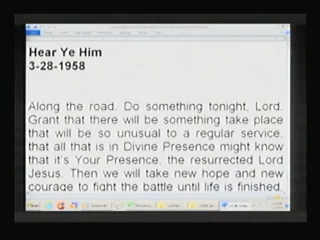 Hear Ye Him
3-28-1958
Along the road. Do something tonight, Lord.
Grant that there will be something take place
that will be so unusual to a regular service,
that all that is in Divine Presence might know
that it's Your Presence, the resurrected Lord
Jesus. Then we will take new hope and new
courage to fight the battle until life is finished,